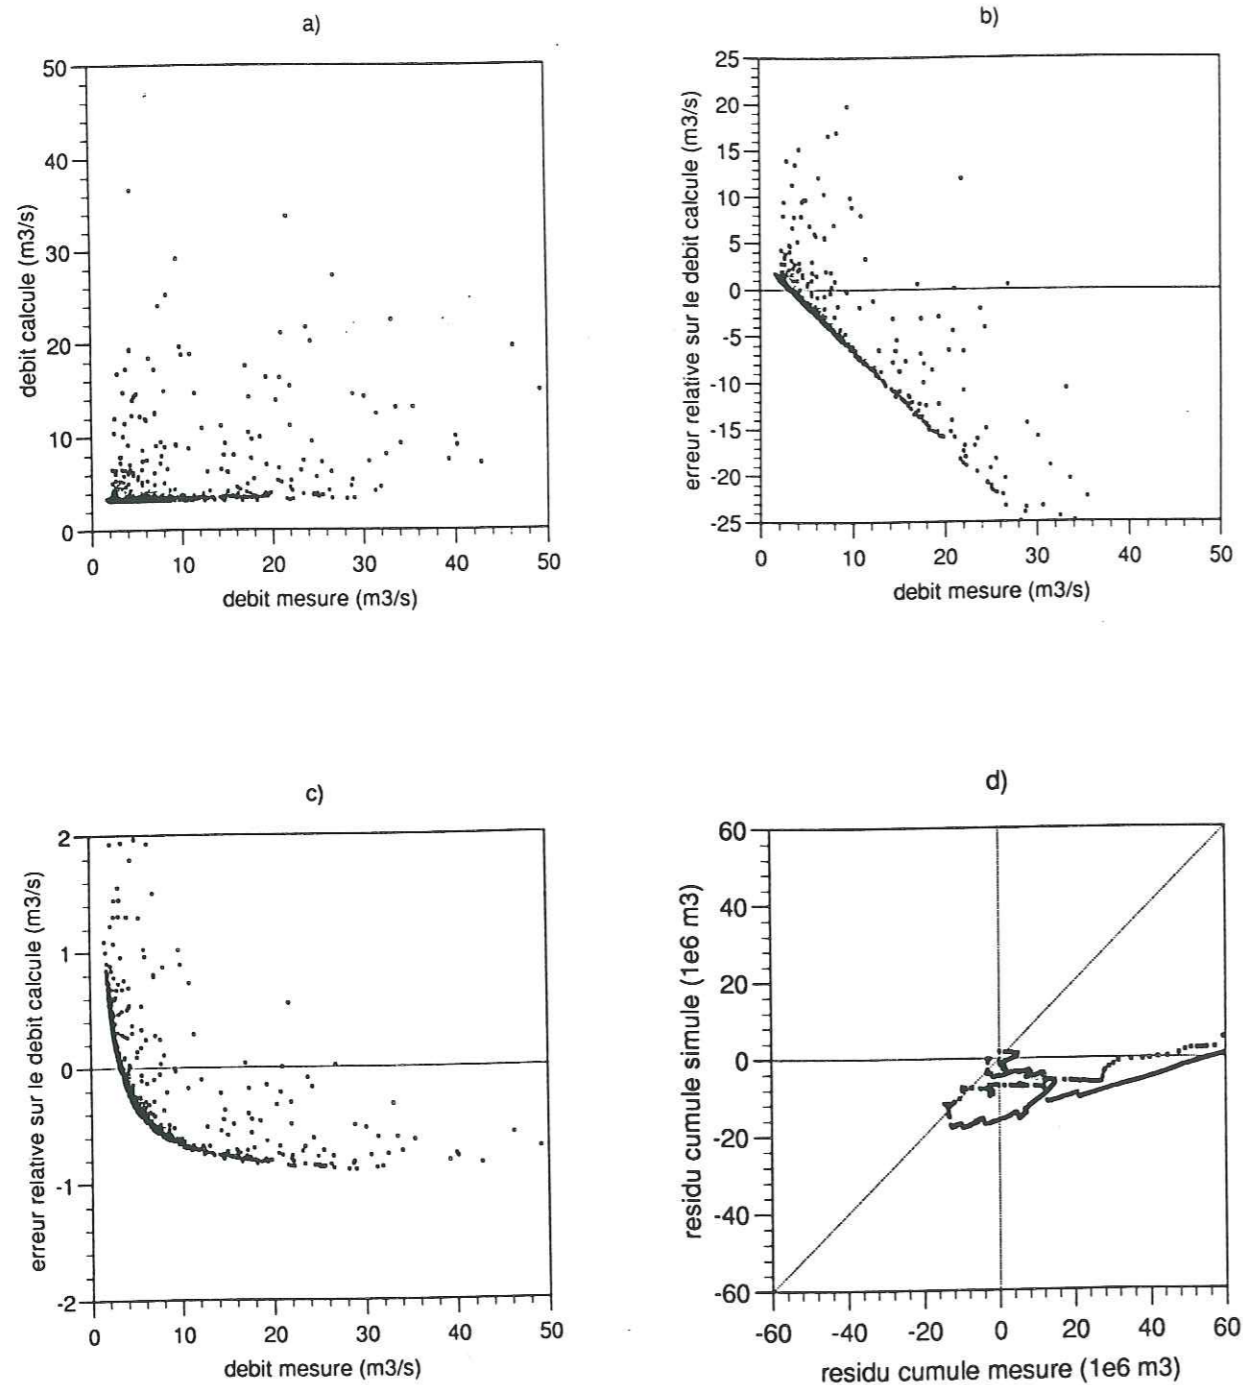 a)
50
40
30
20
10
0
debit calcule (m3/s)
0 10 20 30 40 50
debit mesure (m3/s)
b)
25
20
15
10
5
0
-5
-10
-15
-20
-25
erreur relative sur le debit calcule (m3/s)
0 10 20 30 40 50
debit mesure (m3/s)
c)
2
1
0
-1
-2
erreur relative sur le debit calcule (m3/s)
0 10 20 30 40 50
debit mesure (m3/s)
d)
60
40
20
0
-20
-40
-60
residu cumule simule (1e6 m3)
-60 -40 -20 0 20 40 60
residu cumule mesure (1e6 m3)